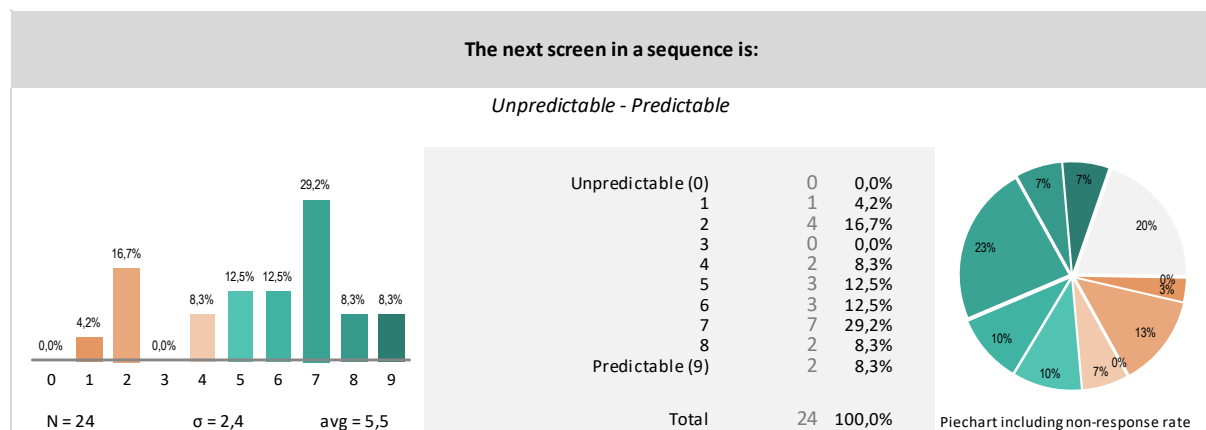 The next screen in a sequence is:
Unpredictable - Predictable
0,0%
4,2%
16,7%
0,0%
8,3%
12,5%
12,5%
29,2%
8,3%
8,3%
0 1 2 3 4 5 6 7 8 9
N = 24 σ = 2,4 avg = 5,5
Unpredictable (0) 0 0,0%
1 1 4,2%
2 4 16,7%
3 0 0,0%
4 2 8,3%
5 3 12,5%
6 3 12,5%
7 7 29,2%
8 2 8,3%
Predictable (9) 2 8,3%
Total 24 100,0%
7%
7%
20%
23%
0%
3%
13%
10%
0%
7%
10%
Piechart including non-response rate